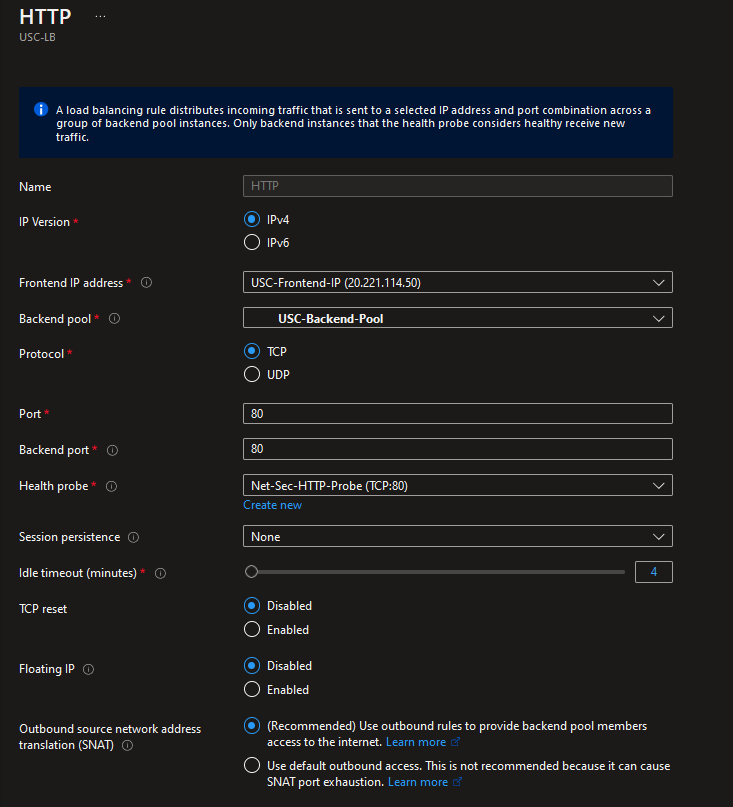 HTTP ...
USC-LB
A load balancing rule distributes incoming traffic that is sent to a selected IP address and port combination across a
group of backend pool instances. Only backend instances that the health probe considers healthy receive new
traffic.
Name HTTP
IP Version * IPv4
IPv6
Frontend IP address * USC-Frontend-IP (20.221.114.50)
Backend pool * USC-Backend-Pool
Protocol * TCP
UDP
Port * 80
Backend port * 80
Health probe * Net-Sec-HTTP-Probe (TCP:80)
Create new
Session persistence None
Idle timeout (minutes) * 4
TCP reset Disabled
Enabled
Floating IP Disabled
Enabled
Outbound source network address
translation (SNAT)
(Recommended) Use outbound rules to provide backend pool members
access to the internet. Learn more
Use default outbound access. This is not recommended because it can cause
SNAT port exhaustion. Learn more